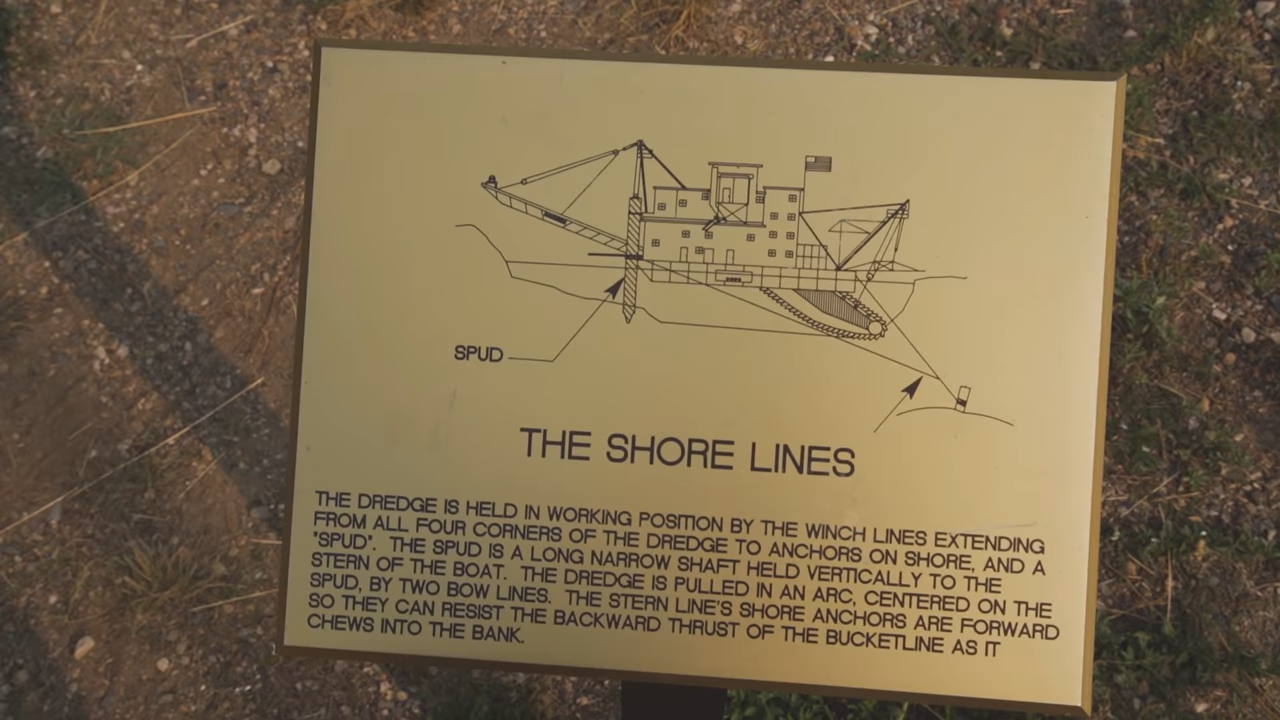 SPUD
THE SHORE LINES
THE DREDGE IS HELD IN WORKING POSITION BY THE WINCH LINES EXTENDING
FROM ALL FOUR CORNERS OF THE DREDGE TO ANCHORS ON SHORE, AND A
"SPUD". THE SPUD IS A LONG NARROW SHAFT HELD VERTICALLY TO THE
STERN OF THE BOAT. THE DREDGE IS PULLED IN AN ARC, CENTERED ON THE
SPUD, BY TWO BOW LINES. THE STERN LINE'S SHORE ANCHORS ARE FORWARD
SO THEY CAN RESIST THE BACKWARD THRUST OF THE BUCKETLINE AS IT
CHEWS INTO THE BANK.